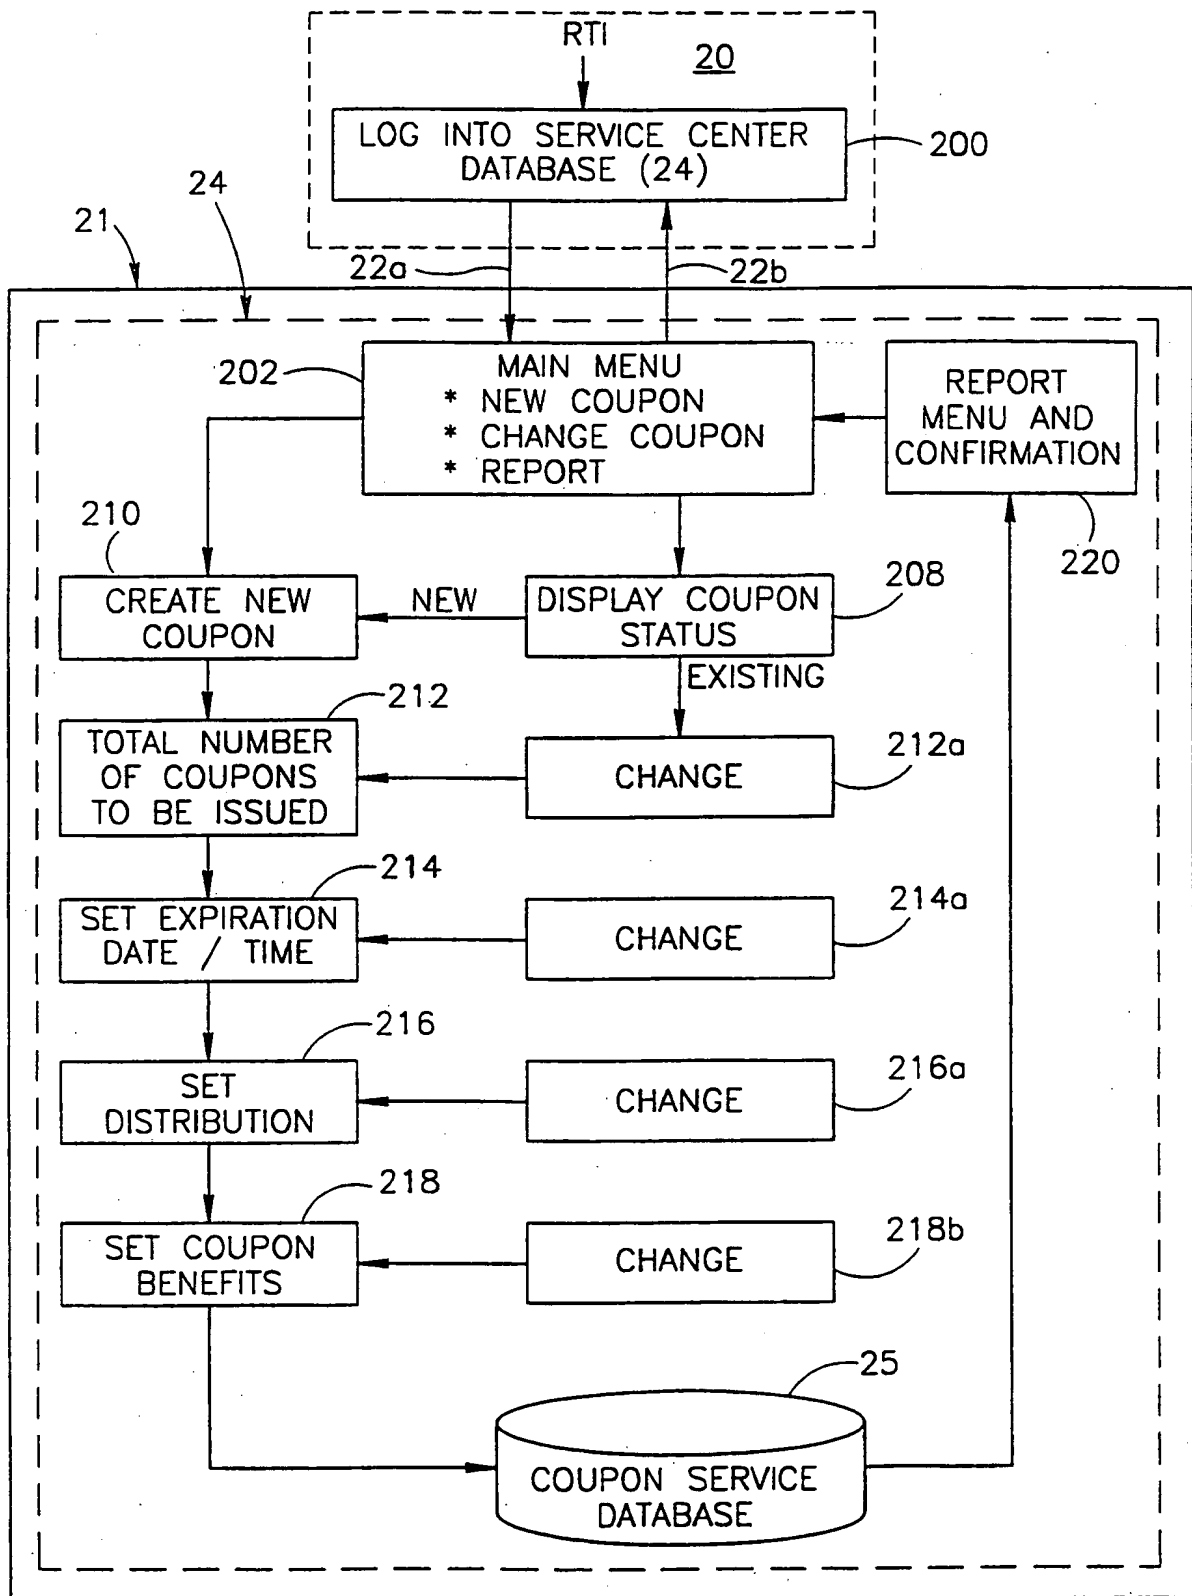 RTI
20
LOG INTO SERVICE CENTER
DATABASE (24)
200
24
21
22a
22b
202
MAIN MENU
* NEW COUPON
* CHANGE COUPON
* REPORT
REPORT
MENU AND
CONFIRMATION
220
210
CREATE NEW
COUPON
NEW
DISPLAY COUPON
STATUS
208
EXISTING
212
TOTAL NUMBER
OF COUPONS
TO BE ISSUED
CHANGE
212a
214
SET EXPIRATION
DATE / TIME
CHANGE
214a
216
SET
DISTRIBUTION
CHANGE
216a
218
SET COUPON
BENEFITS
CHANGE
218b
25
COUPON SERVICE
DATABASE